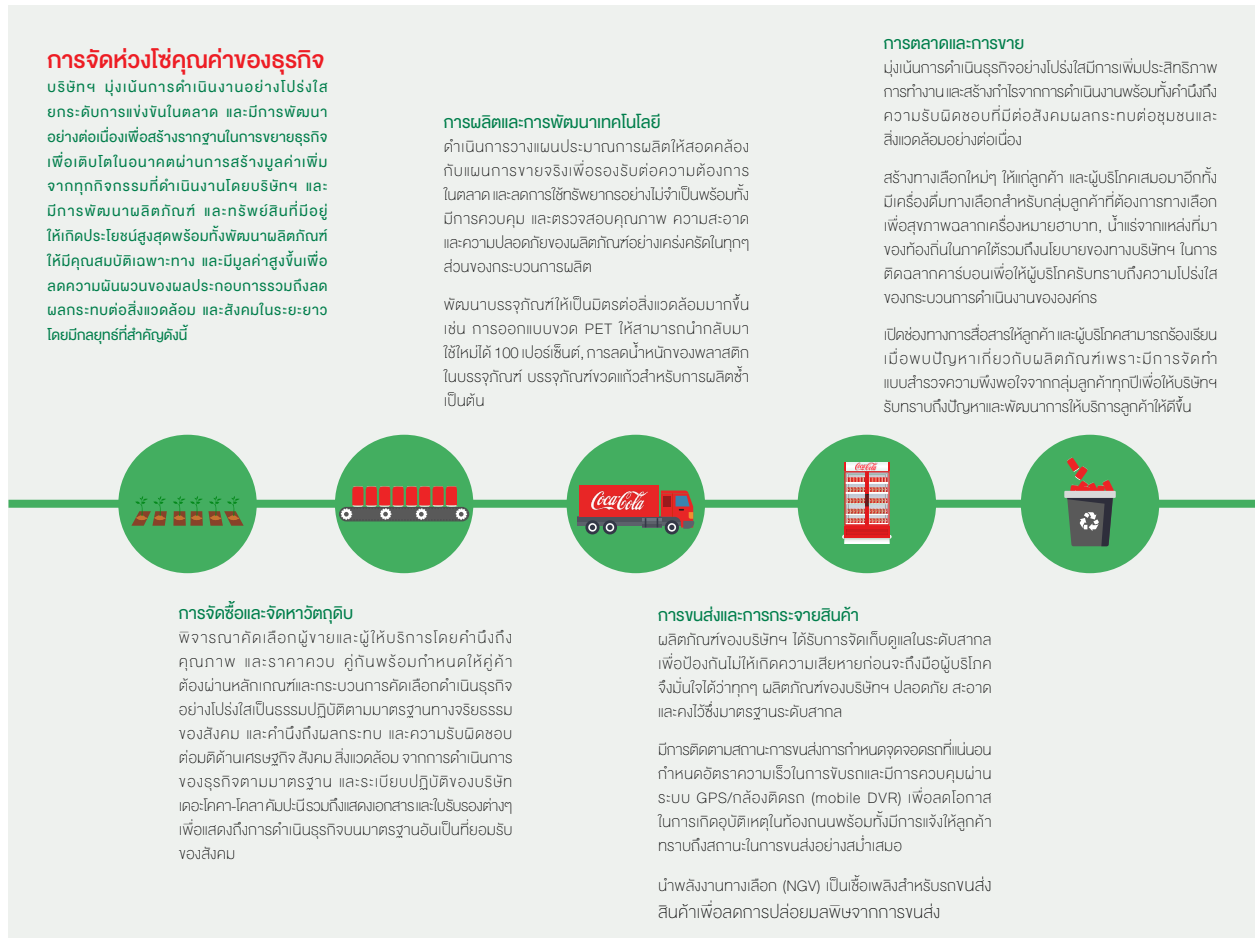 การจัดห่วงโซ่คุณค่าของธุรกิจ
บริษัทฯ มุ่งเน้นการดำเนินงานอย่างโปร่งใส
ยกระดับการแข่งขันในตลาด และมีการพัฒนา
อย่างต่อเนื่องเพื่อสร้างรากฐานในการขยายธุรกิจ
เพื่อเติบโตในอนาคตผ่านการสร้างมูลค่าเพิ่ม
จากทุกกิจกรรมที่ดำเนินงานโดยบริษัทฯ และ
มีการพัฒนาผลิตภัณฑ์ และทรัพย์สินที่มีอยู่
ให้เกิดประโยชน์สูงสุดพร้อมทั้งพัฒนาผลิตภัณฑ์
ให้มีคุณสมบัติเฉพาะทาง และมีมูลค่าสูงขึ้นเพื่อ
ลดความผันผวนของผลประกอบการรวมถึงลด
ผลกระทบต่อสิ่งแวดล้อม และสังคมในระยะยาว
โดยมีกลยุทธ์ที่สำคัญดังนี้
การผลิตและการพัฒนาเทคโนโลยี
ดำเนินการวางแผนประมาณการผลิตให้สอดคล้อง
กับแผนการขายจริงเพื่อรองรับต่อความต้องการ
ในตลาด และลดการใช้ทรัพยากรอย่างไม่จำเป็นพร้อมทั้ง
มีการควบคุม และตรวจสอบคุณภาพ ความสะอาด
และความปลอดภัยของผลิตภัณฑ์อย่างเคร่งครัดในทุกๆ
ส่วนของกระบวนการผลิต
พัฒนาบรรจุภัณฑ์ให้เป็นมิตรต่อสิ่งแวดล้อมมากขึ้น
เช่น การออกแบบขวด PET ให้สามารถนำกลับมา
ใช้ใหม่ได้ 100 เปอร์เซ็นต์, การลดน้ำหนักของพลาสติก
ในบรรจุภัณฑ์ บรรจุภัณฑ์ขวดแก้วสำหรับการผลิตซ้ำ
เป็นต้น
การตลาดและการขาย
มุ่งเน้นการดำเนินธุรกิจอย่างโปร่งใสมีการเพิ่มประสิทธิภาพ
การทำงาน และสร้างกำไรจากการดำเนินงานพร้อมทั้งคำนึงถึง
ความรับผิดชอบที่มีต่อสังคมผลกระทบต่อชุมชนและ
สิ่งแวดล้อมอย่างต่อเนื่อง
สร้างทางเลือกใหม่ๆ ให้แก่ลูกค้า และผู้บริโภคเสมอมาอีกทั้ง
มีเครื่องดื่มทางเลือกสำหรับกลุ่มลูกค้าที่ต้องการทางเลือก
เพื่อสุขภาพฉลากเครื่องหมายฮาบาท, น้ำแร่จากแหล่งที่มา
ของท้องถิ่นในภาคใต้รวมถึงนโยบายของทางบริษัทฯ ในการ
ติดฉลากคาร์บอนเพื่อให้ผู้บริโภครับทราบถึงความโปร่งใส
ของกระบวนการดำเนินงานขององค์กร
เปิดช่องทางการสื่อสารให้ลูกค้า และผู้บริโภคสามารถร้องเรียน
เมื่อพบปัญหาเกี่ยวกับผลิตภัณฑ์เพราะมีการจัดทำ
แบบสำรวจความพึงพอใจจากกลุ่มลูกค้าทุกปีเพื่อให้บริษัทฯ
รับทราบถึงปัญหาและพัฒนาการให้บริการลูกค้าให้ดีขึ้น
Coca-Cola
Coca-Cola
การจัดซื้อและจัดหาวัตถุดิบ
พิจารณาคัดเลือกผู้ขายและผู้ให้บริการโดยคำนึงถึง
คุณภาพ และราคาควบ คู่กันพร้อมกำหนดให้คู่ค้า
ต้องผ่านหลักเกณฑ์และกระบวนการคัดเลือกดำเนินธุรกิจ
อย่างโปร่งใสเป็นธรรมปฏิบัติตามมาตรฐานทางจริยธรรม
ของสังคม และคำนึงถึงผลกระทบ และความรับผิดชอบ
ต่อมติด้านเศรษฐกิจ สังคม สิ่งแวดล้อม จากการดำเนินการ
ของธุรกิจตามมาตรฐาน และระเบียบปฏิบัติของบริษัท
เดอะโคคา-โคลา คัมปะนี รวมถึงแสดงเอกสาร และใบรับรองต่างๆ
เพื่อแสดงถึงการดำเนินธุรกิจบนมาตรฐานอันเป็นที่ยอมรับ
ของสังคม
การขนส่งและการกระจายสินค้า
ผลิตภัณฑ์ของบริษัทฯ ได้รับการจัดเก็บดูแลในระดับสากล
เพื่อป้องกันไม่ให้เกิดความเสียหายก่อนจะถึงมือผู้บริโภค
จึงมั่นใจได้ว่าทุกๆ ผลิตภัณฑ์ของบริษัทฯ ปลอดภัย สะอาด
และคงไว้ซึ่งมาตรฐานระดับสากล
มีการติดตามสถานะการขนส่งการกำหนดจุดจอดรถที่แน่นอน
กำหนดอัตราความเร็วในการขับรถและมีการควบคุมผ่าน
ระบบ GPS/กล้องติดรถ (mobile DVR) เพื่อลดโอกาส
ในการเกิดอุบัติเหตุในท้องถนนพร้อมทั้งมีการแจ้งให้ลูกค้า
ทราบถึงสถานะในการขนส่งอย่างสม่ำเสมอ
นำพลังงานทางเลือก (NGV) เป็นเชื้อเพลิงสำหรับรถขนส่ง
สินค้าเพื่อลดการปล่อยมลพิษจากการขนส่ง